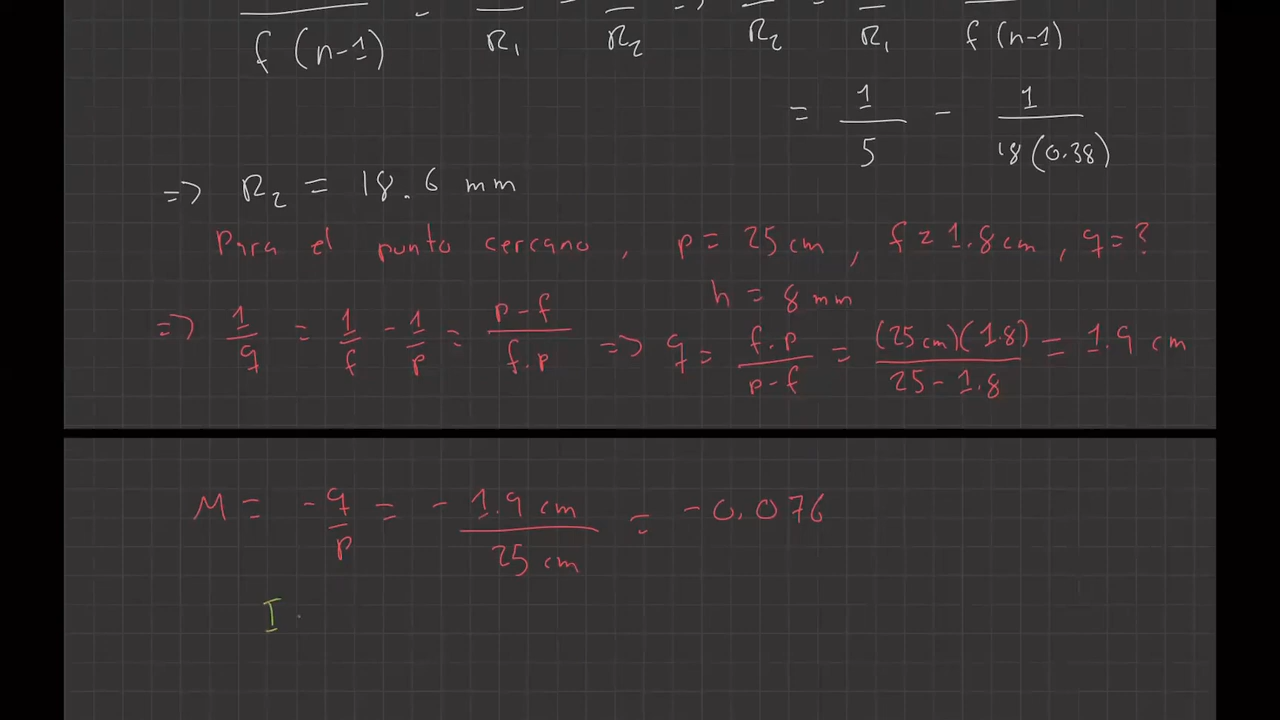 f (n-1) R₁ R₂ R₂ R₁ f (n-1)
= 1/5 - 1/18(0.38)
=> R₂ = 18.6 mm
Para el punto cercano, p = 25 cm, f = 1.8 cm, q = ?
h = 8 mm
=> 1/q = 1/f - 1/p = p-f/f.p => q = f.p/p-f = (25cm)(1.8)/25-1.8 = 1.9 cm
M = -q/p = - 1.9 cm/25 cm = -0.076
I